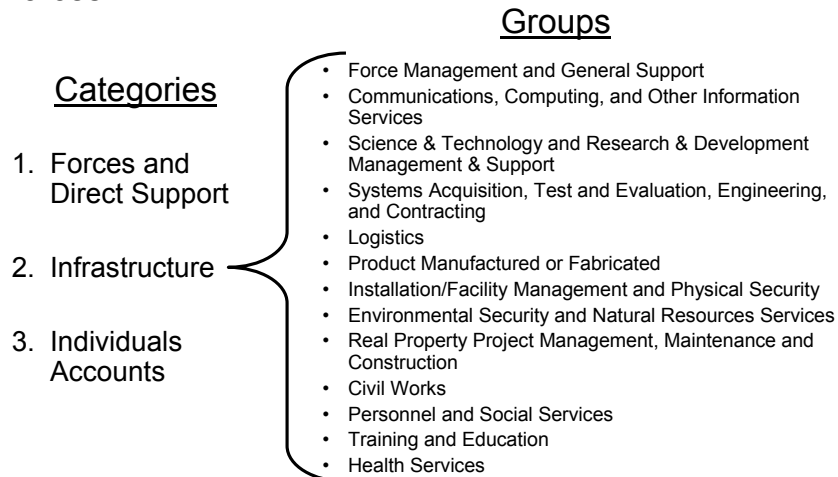 Groups
Categories
1. Forces and
Direct Support
2. Infrastructure
3. Individuals
Accounts
• Force Management and General Support
• Communications, Computing, and Other Information
Services
• Science & Technology and Research & Development
Management & Support
• Systems Acquisition, Test and Evaluation, Engineering,
and Contracting
• Logistics
• Product Manufactured or Fabricated
• Installation/Facility Management and Physical Security
• Environmental Security and Natural Resources Services
• Real Property Project Management, Maintenance and
Construction
• Civil Works
• Personnel and Social Services
• Training and Education
• Health Services